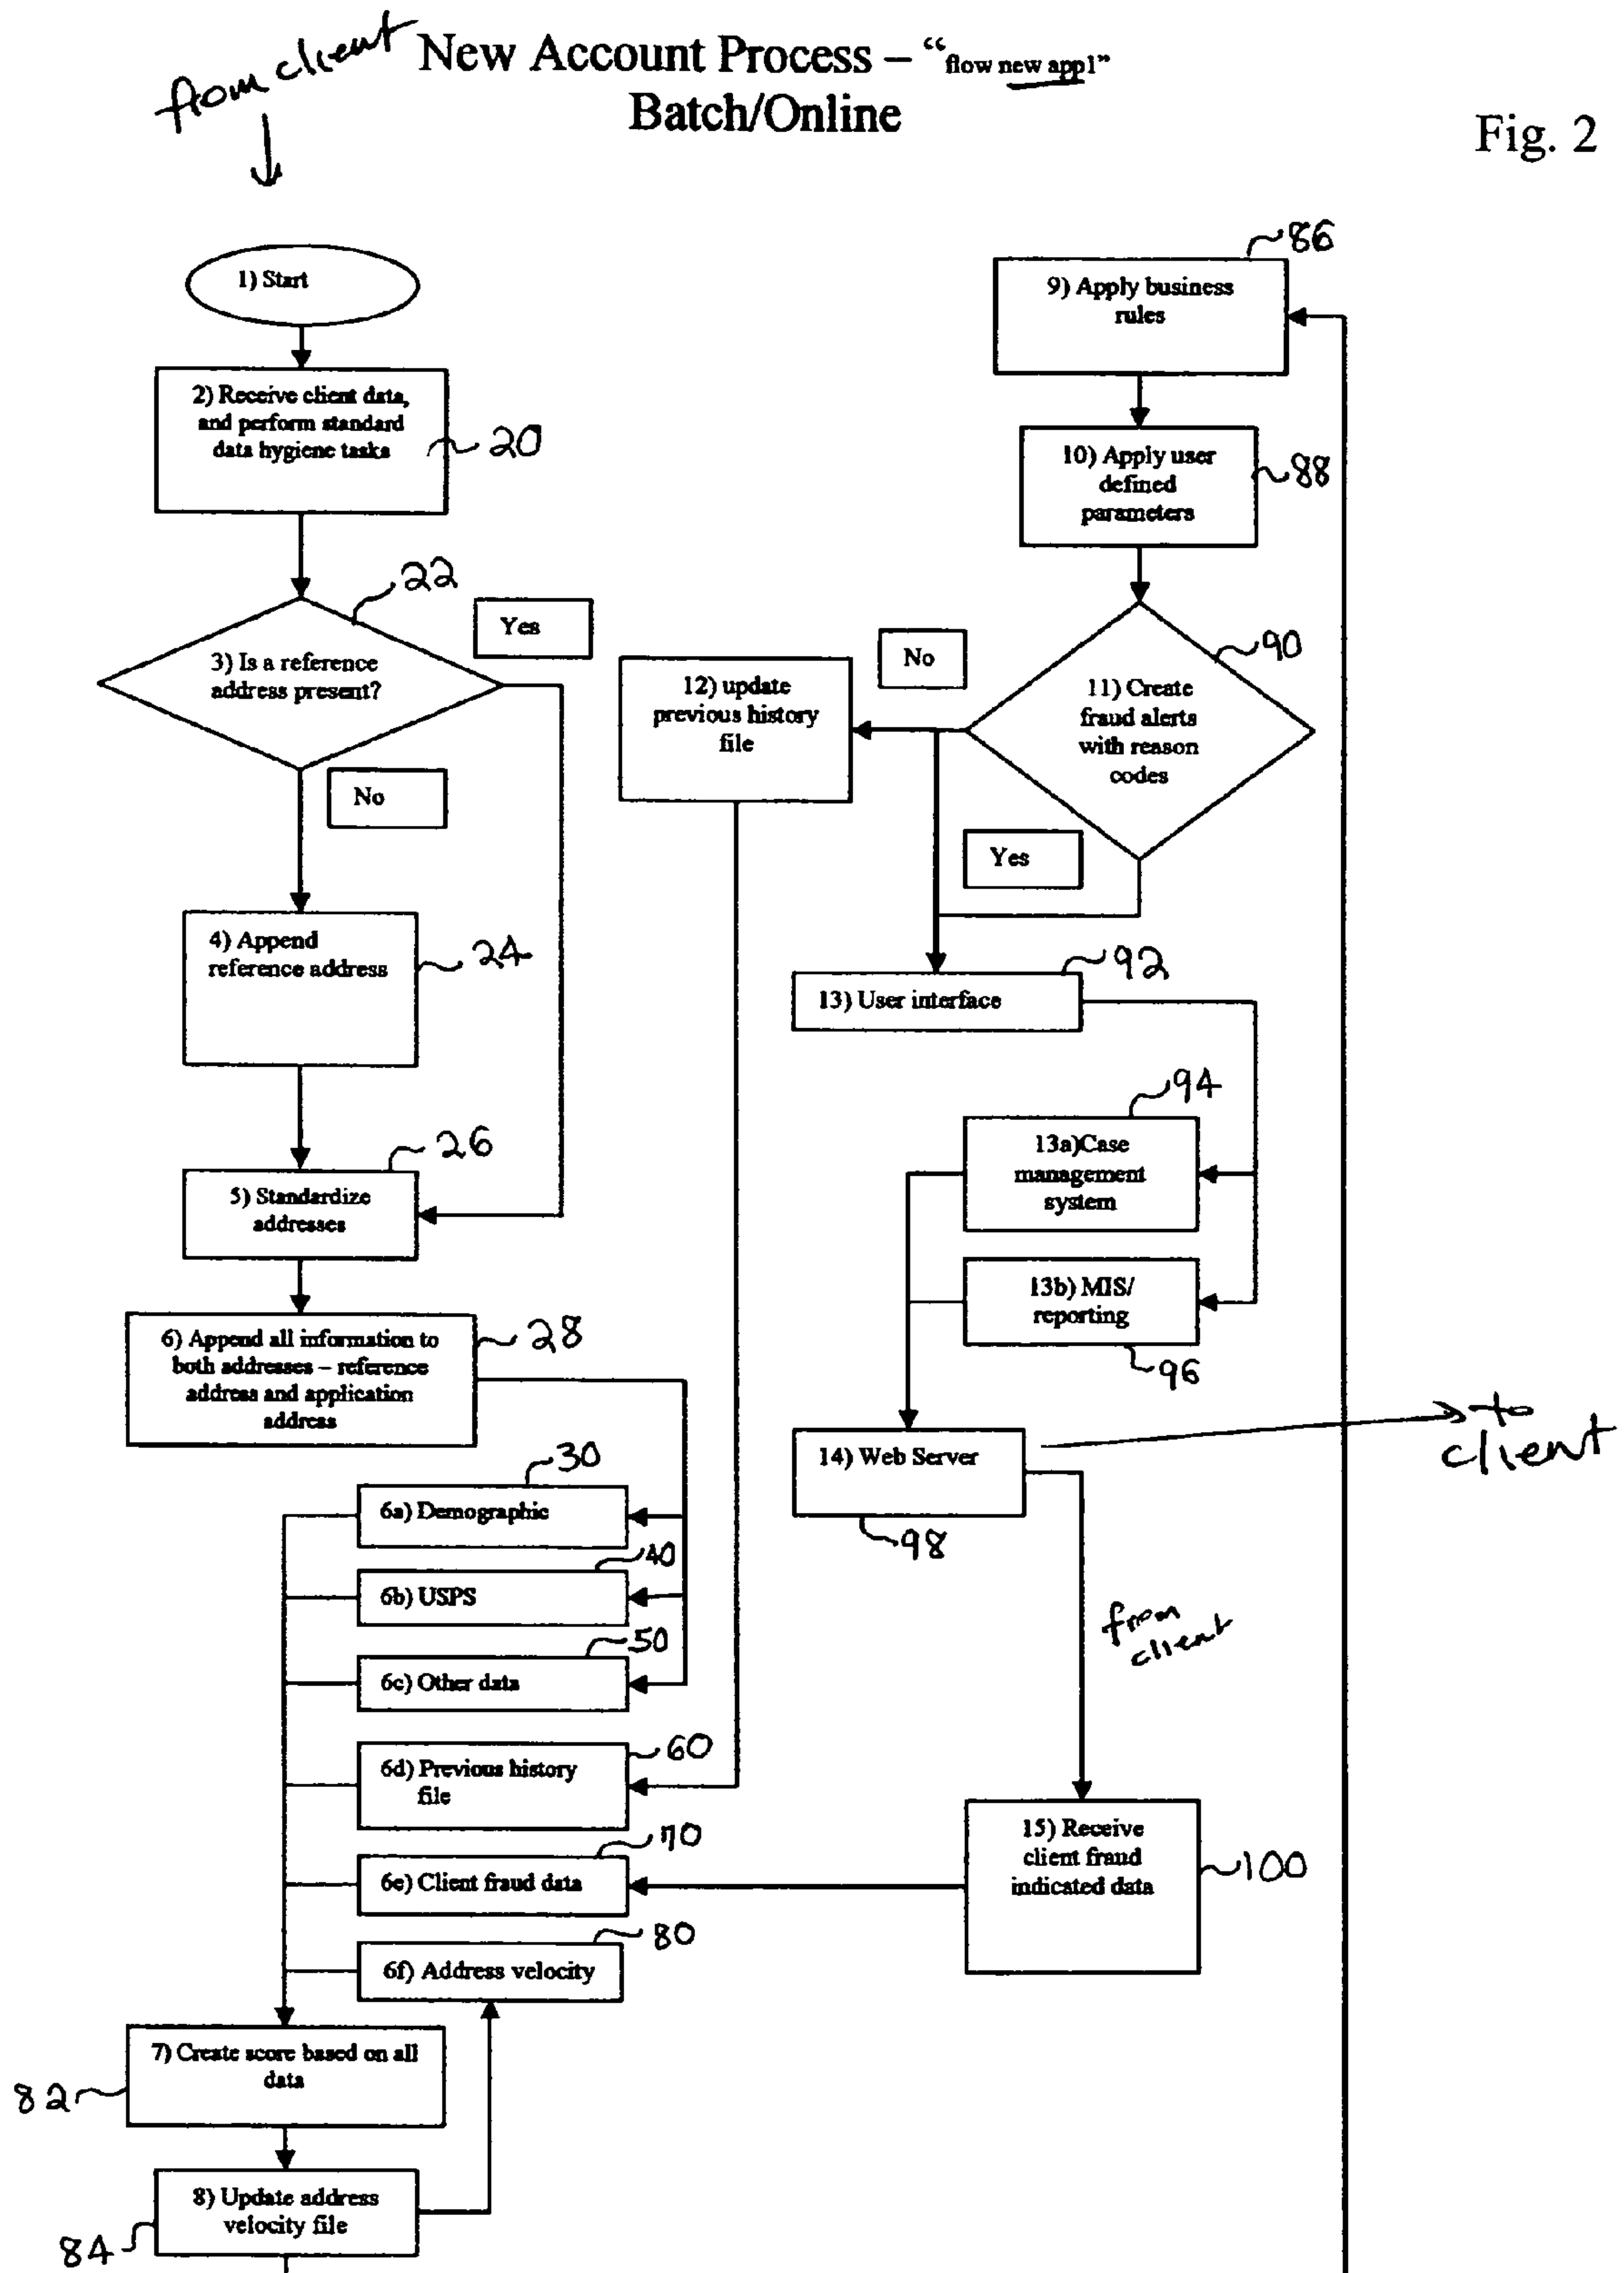 from client
New Account Process – “flow new appl”
Batch/Online
Fig. 2
1) Start
2) Receive client data,
and perform standard
data hygiene tasks
20
22
Yes
3) Is a reference
address present?
No
4) Append
reference address
24
26
5) Standardize
addresses
6) Append all information to
both addresses – reference
address and application
address
28
30
6a) Demographic
40
6b) USPS
50
6c) Other data
60
6d) Previous history
file
70
6e) Client fraud data
80
6f) Address velocity
7) Create score based on all
data
82
8) Update address
velocity file
84
86
9) Apply business
rules
10) Apply user
defined
parameters
88
90
No
11) Create
fraud alerts
with reason
codes
12) update
previous history
file
Yes
92
13) User interface
94
13a)Case
management
system
13b) MIS/
reporting
96
to
client
14) Web Server
98
from
client
15) Receive
client fraud
indicated data
100